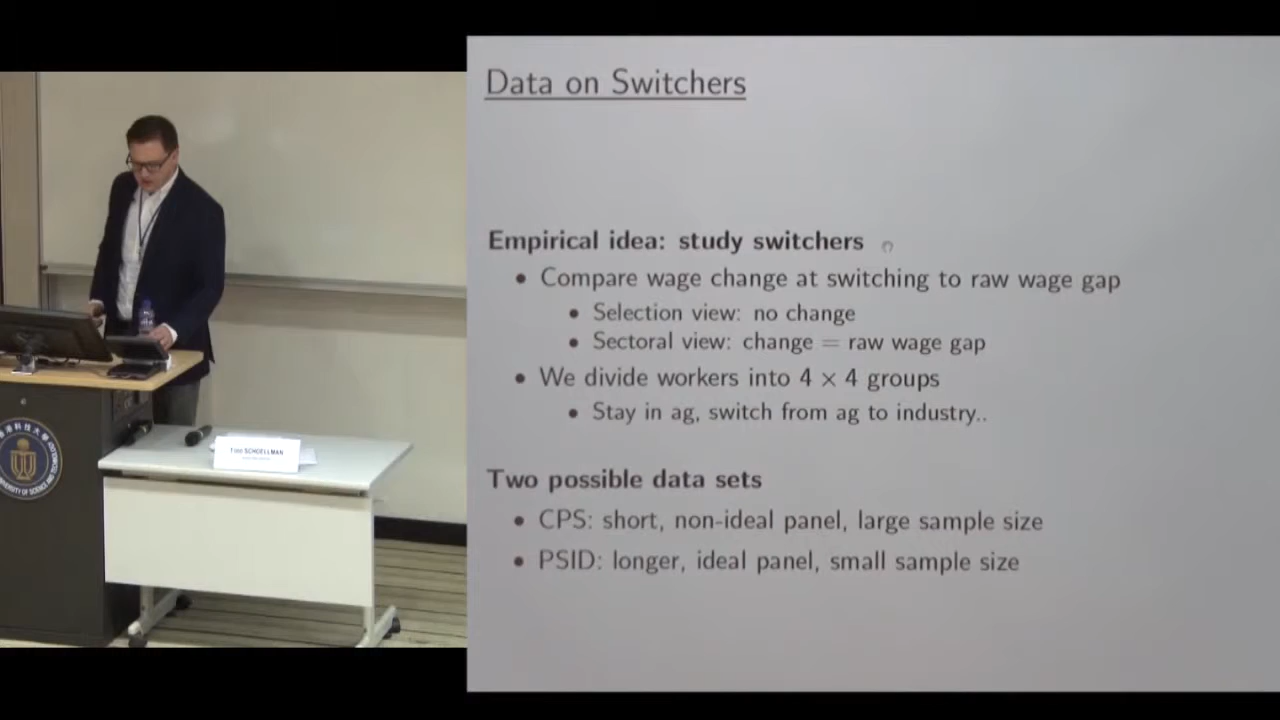 Data on Switchers
Empirical idea: study switchers
• Compare wage change at switching to raw wage gap
• Selection view: no change
• Sectoral view: change = raw wage gap
• We divide workers into 4 × 4 groups
• Stay in ag, switch from ag to industry..
Two possible data sets
• CPS: short, non-ideal panel, large sample size
• PSID: longer, ideal panel, small sample size
TODD SCHOELLMAN